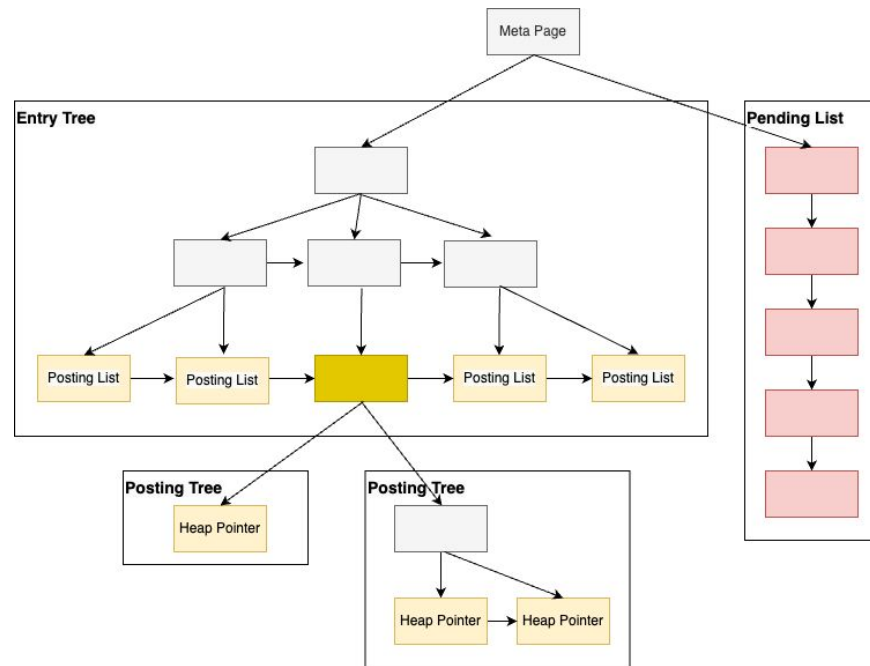 Meta Page
Entry Tree
Pending List
Posting List
Posting List
Posting List
Posting List
Posting Tree
Posting Tree
Heap Pointer
Heap Pointer
Heap Pointer